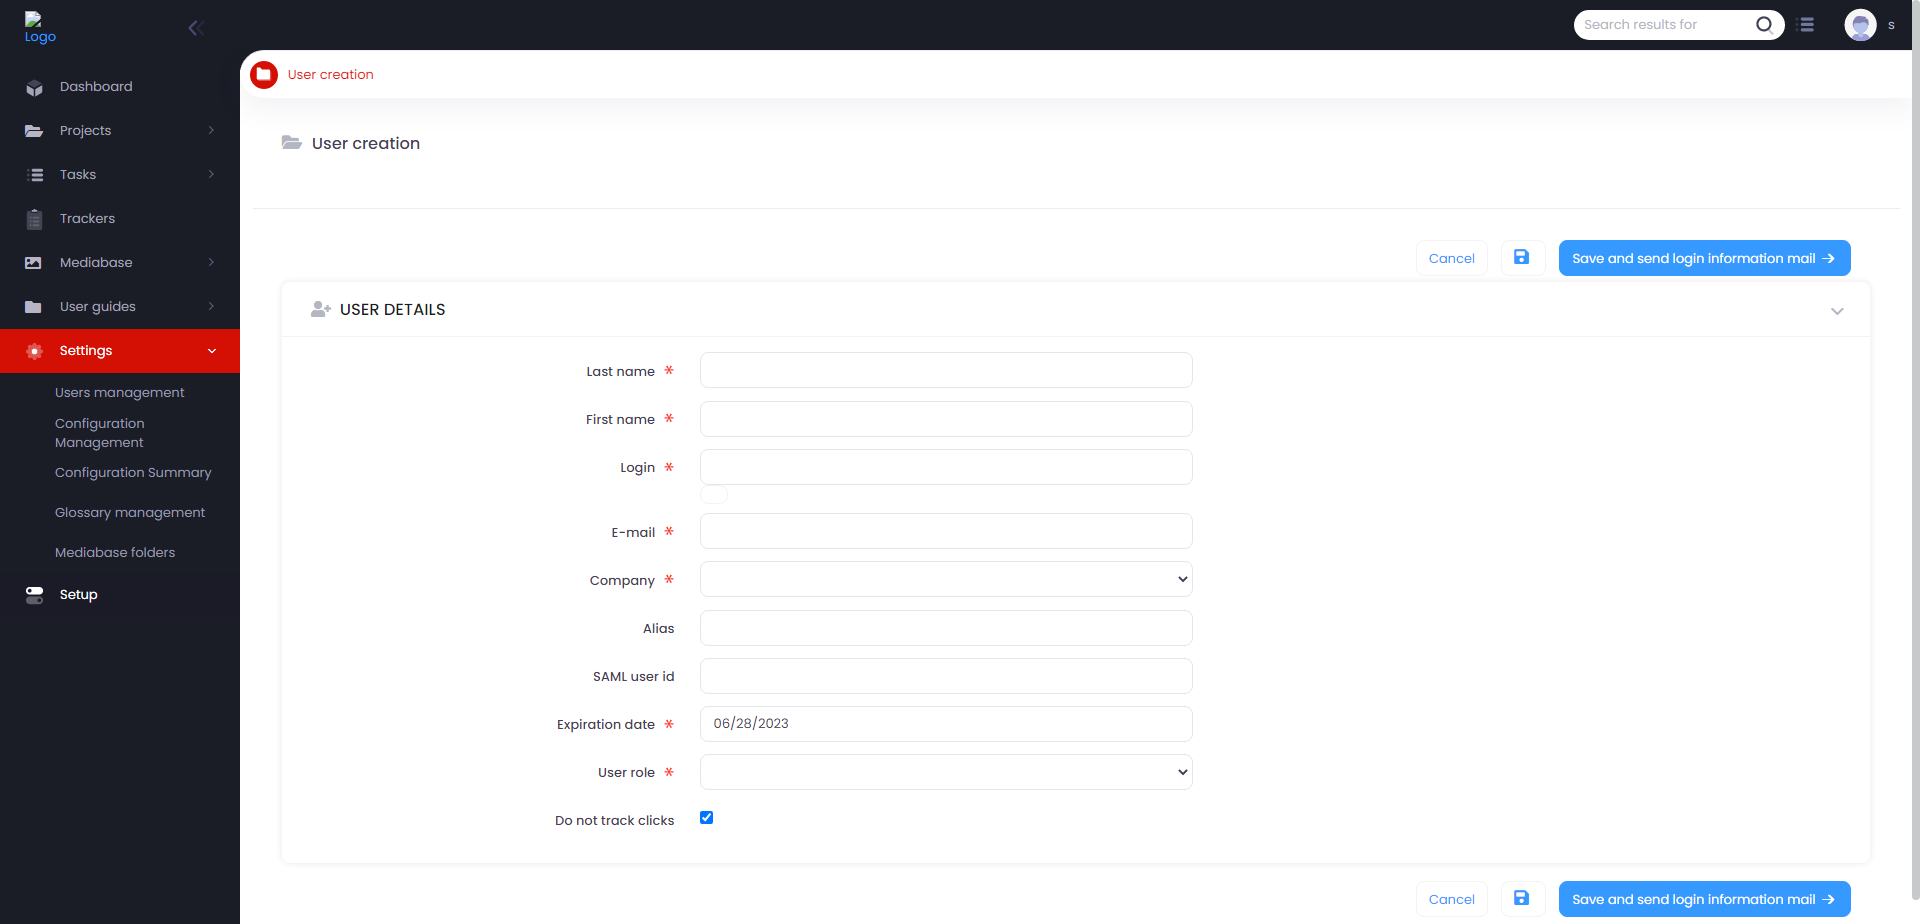 Logo
Search results for
s
Dashboard
Projects
Tasks
Trackers
Mediabase
User guides
Settings
Users management
Configuration
Management
Configuration Summary
Glossary management
Mediabase folders
Setup
User creation
User creation
Cancel
Save and send login information mail
USER DETAILS
Last name *
First name *
Login *
E-mail *
Company *
Alias
SAML user id
Expiration date * 06/28/2023
User role *
Do not track clicks
Cancel
Save and send login information mail